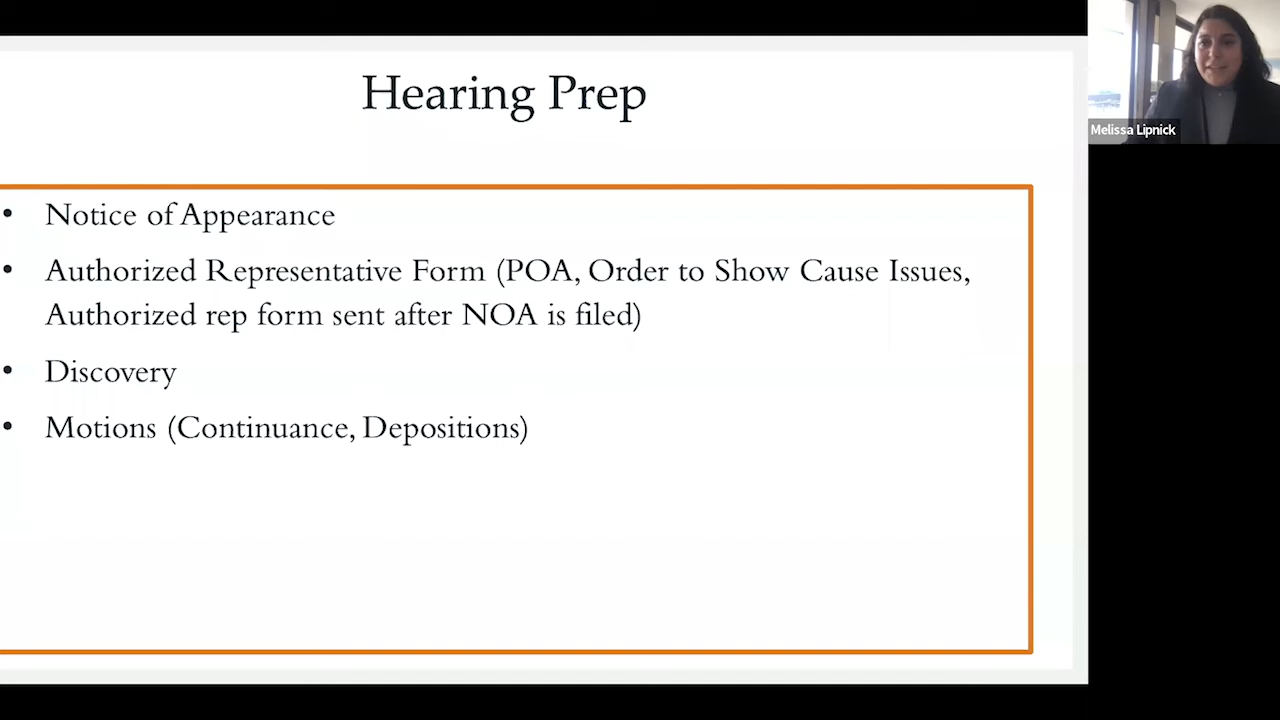 Hearing Prep
• Notice of Appearance
• Authorized Representative Form (POA, Order to Show Cause Issues,
Authorized rep form sent after NOA is filed)
• Discovery
• Motions (Continuance, Depositions)
Melissa Lipnick